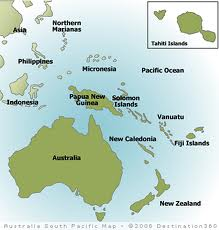 Asia
Northern
Marianas
Tahiti Islands
Philippines
Micronesia
Pacific Ocean
Indonesia
Papua New
Guinea
Solomon
Islands
Vanuatu
Fiji Islands
New Caledonia
Australia
New Zealand
Australia South Pacific Map - ©2006 Destination360